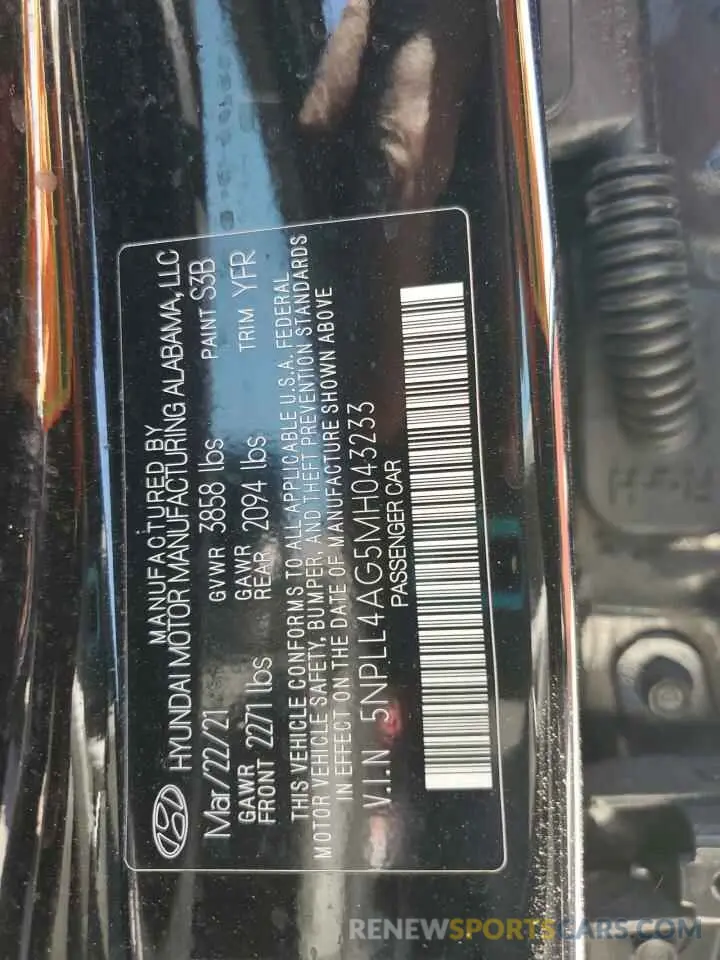 MANUFACTURED BY
HYUNDAI MOTOR MANUFACTURING ALABAMA, LLC
Mar/22/21 GVWR 3858 lbs PAINT S3B
GAWR FRONT 2271 lbs GAWR REAR 2094 lbs TRIM YFR
THIS VEHICLE CONFORMS TO ALL APPLICABLE U.S.A. FEDERAL
MOTOR VEHICLE SAFETY, BUMPER, AND THEFT PREVENTION STANDARDS
IN EFFECT ON THE DATE OF MANUFACTURE SHOWN ABOVE
V.I.N 5NPLL4AG5MH043233
PASSENGER CAR
RENEWSPORTSCARS.COM